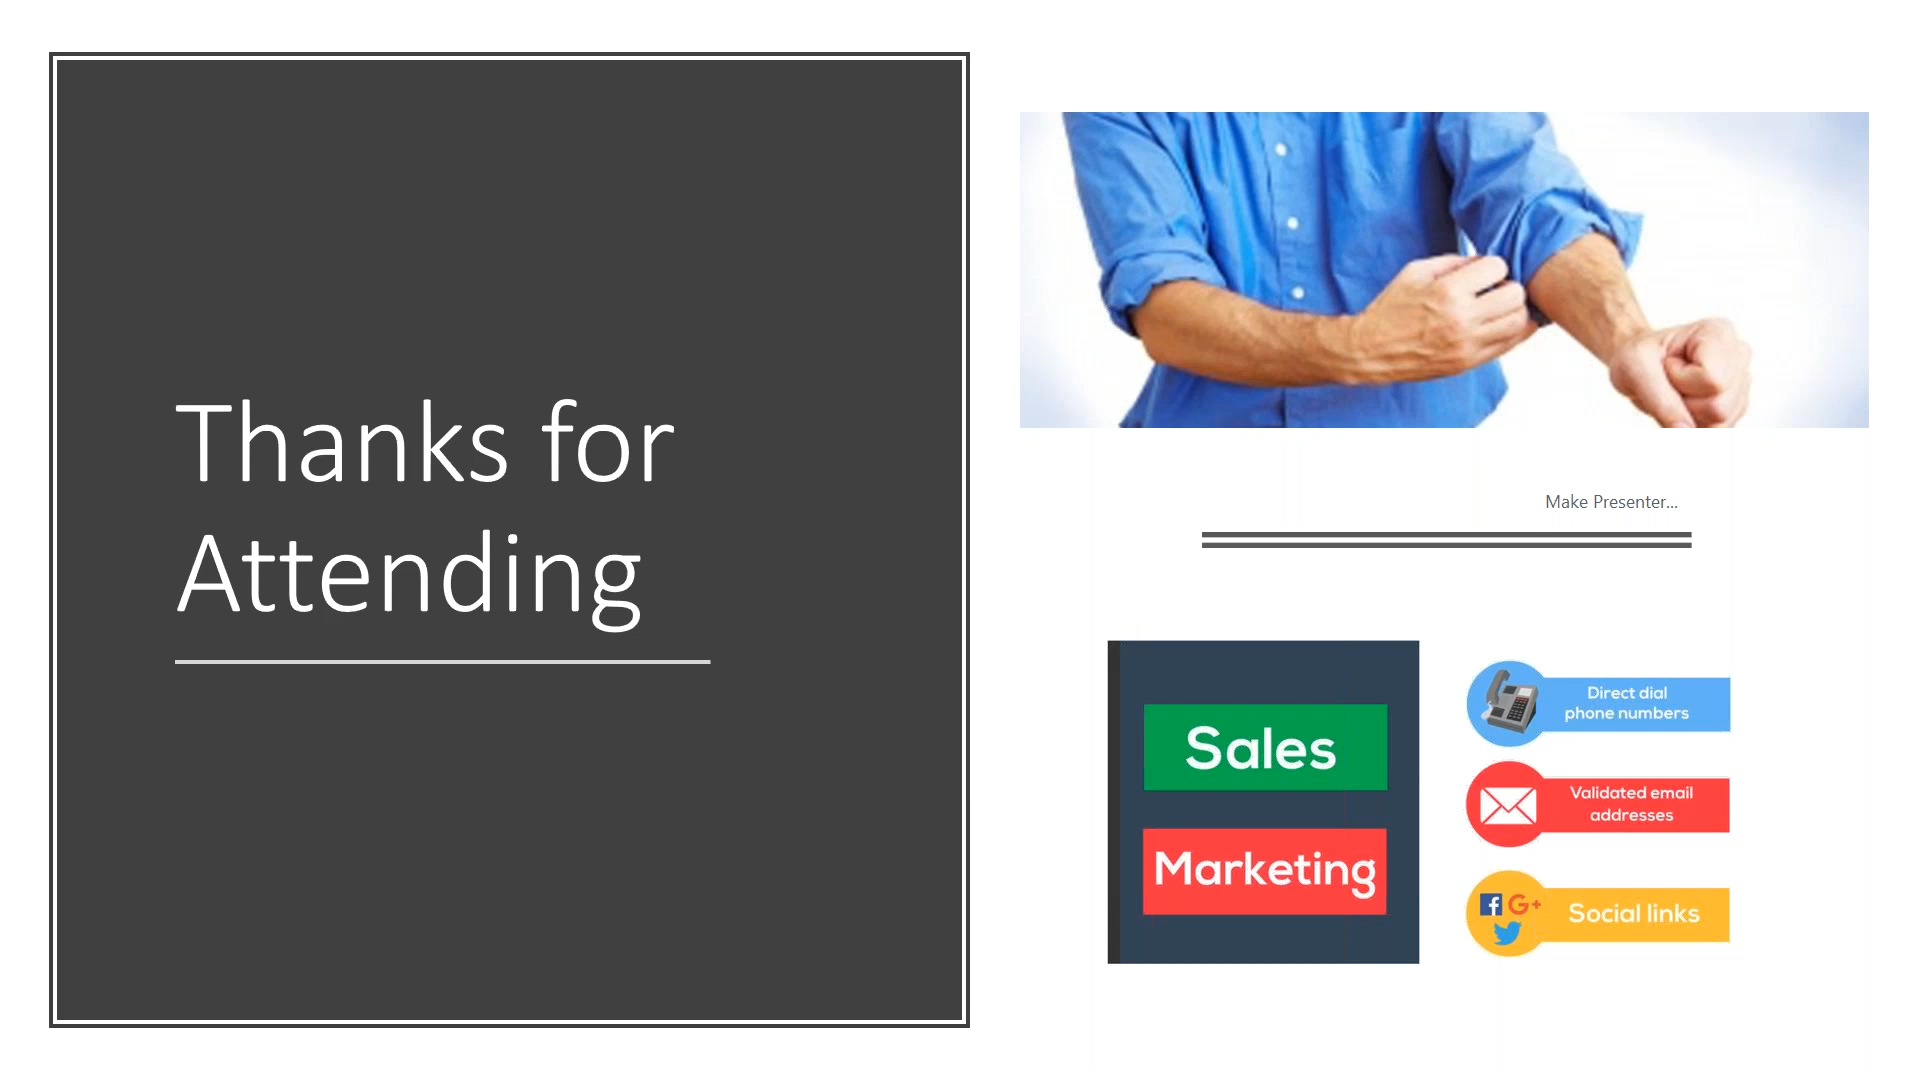 Thanks for
Attending
Make Presenter...
Sales
Marketing
Direct dial
phone numbers
Validated email
addresses
f G+
Social links